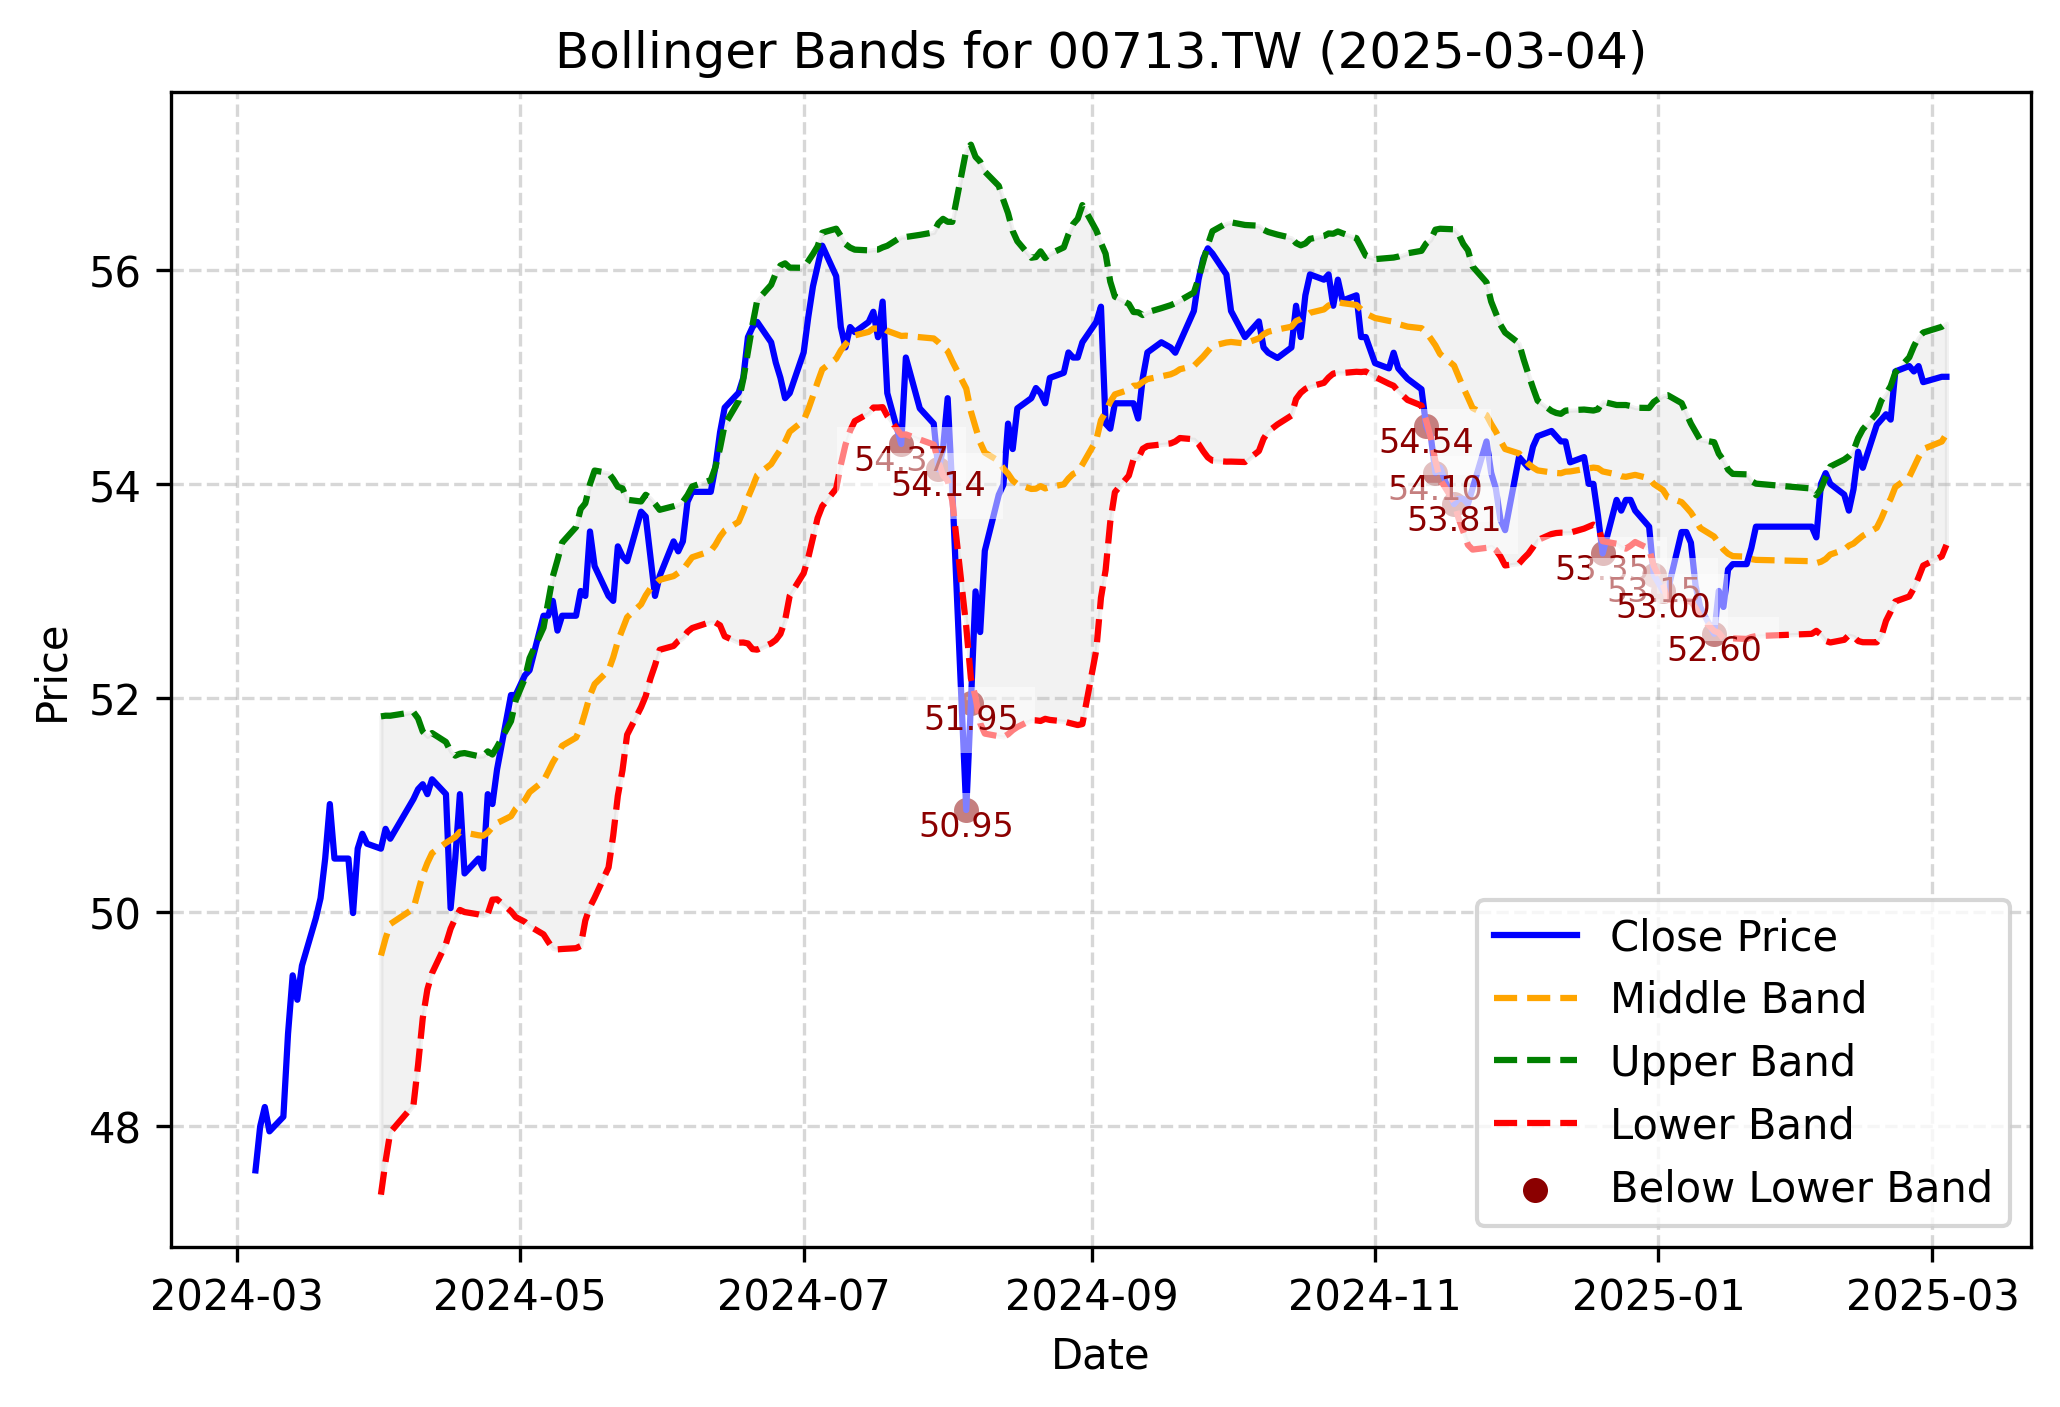 Bollinger Bands for 00713.TW (2025-03-04)
Price
56
54
52
50
48
54.37
54.14
51.95
50.95
54.54
54.10
53.81
53.35
53.15
53.00
52.60
Close Price
Middle Band
Upper Band
Lower Band
Below Lower Band
2024-03
2024-05
2024-07
2024-09
2024-11
2025-01
2025-03
Date